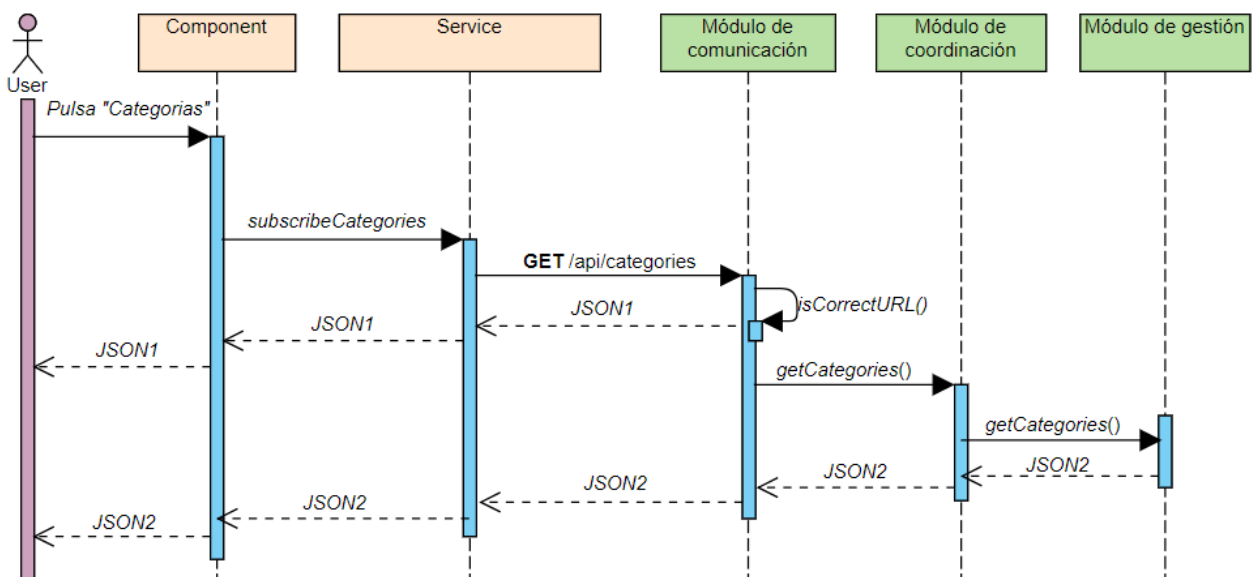 Component
Service
Módulo de
comunicación
Módulo de
coordinación
Módulo de gestión
User
Pulsa "Categorias"
subscribeCategories
GET /api/categories
isCorrectURL()
JSON1
JSON1
JSON1
getCategories()
getCategories()
JSON2
JSON2
JSON2
JSON2
JSON2